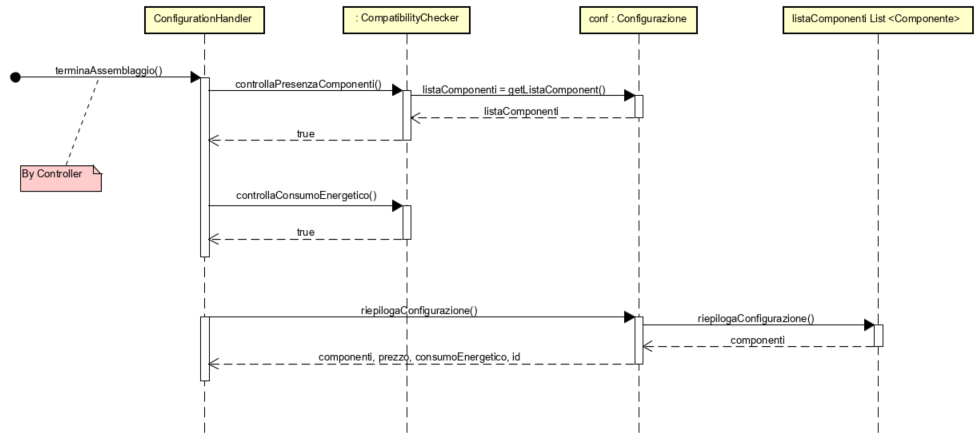 ConfigurationHandler
: CompatibilityChecker
conf : Configurazione
listaComponenti List <Componente>
terminaAssemblaggio()
controllaPresenzaComponenti()
listaComponenti = getListaComponent()
listaComponenti
true
By Controller
controllaConsumoEnergetico()
true
riepilogaConfigurazione()
riepilogaConfigurazione()
componenti
componenti, prezzo, consumoEnergetico, id